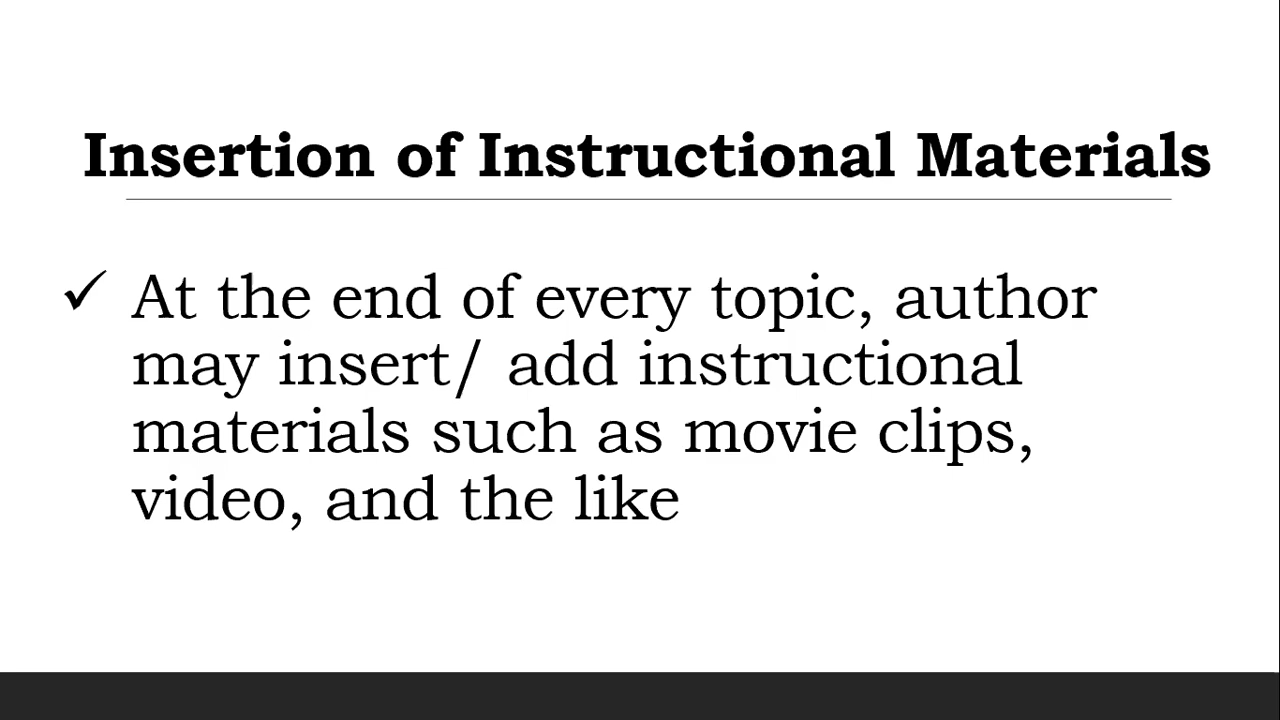 Insertion of Instructional Materials
✓ At the end of every topic, author
may insert/ add instructional
materials such as movie clips,
video, and the like